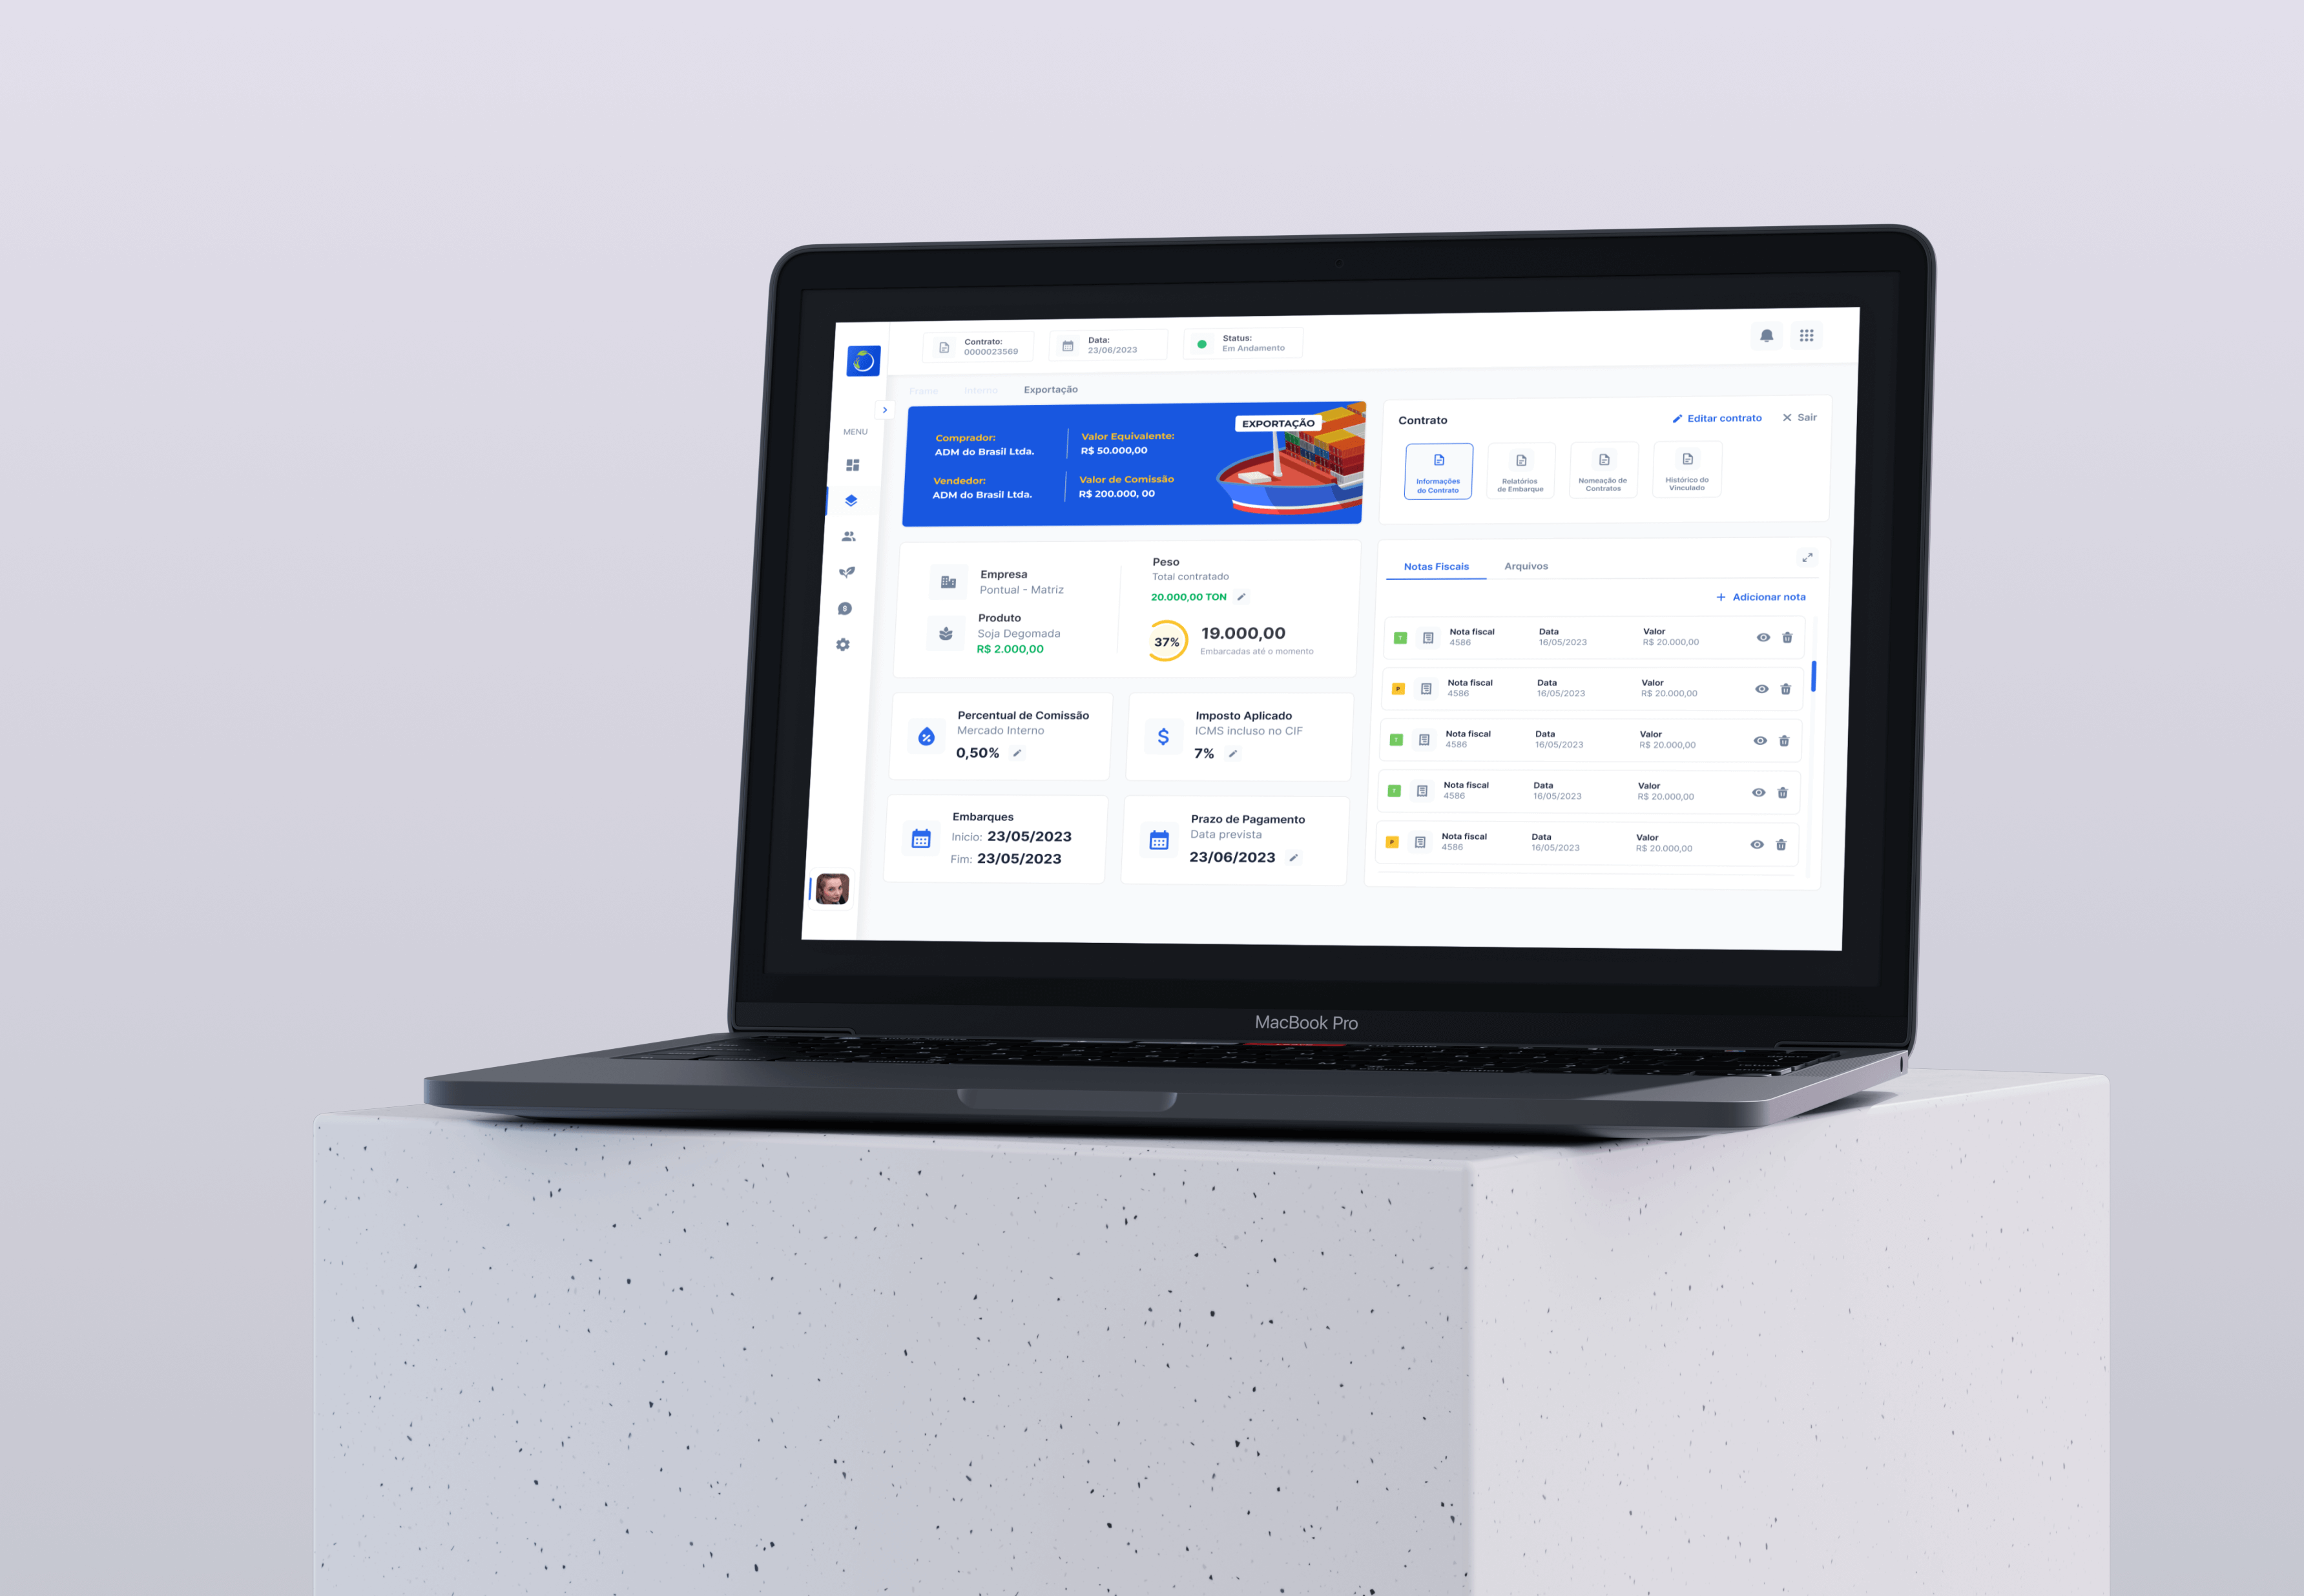 Contrato:
0000023569
Data:
23/06/2023
Status:
Em Andamento
Frame
Interno
Exportação
MENU
Comprador:
ADM do Brasil Ltda.
Valor Equivalente:
R$ 50.000,00
Vendedor:
ADM do Brasil Ltda.
Valor de Comissão
R$ 200.000, 00
EXPORTAÇÃO
Contrato
Editar contrato
Sair
Informações
do Contrato
Relatórios
de Embarque
Nomeação de
Contratos
Histórico do
Vinculado
Empresa
Pontual - Matriz
Produto
Soja Degomada
R$ 2.000,00
Peso
Total contratado
20.000,00 TON
37%
19.000,00
Embarcadas até o momento
Percentual de Comissão
Mercado Interno
0,50%
Imposto Aplicado
ICMS incluso no CIF
7%
Embarques
Inicio: 23/05/2023
Fim: 23/05/2023
Prazo de Pagamento
Data prevista
23/06/2023
Notas Fiscais
Arquivos
Adicionar nota
T
Nota fiscal
4586
Data
16/05/2023
Valor
R$ 20.000,00
P
Nota fiscal
4586
Data
16/05/2023
Valor
R$ 20.000,00
T
Nota fiscal
4586
Data
16/05/2023
Valor
R$ 20.000,00
T
Nota fiscal
4586
Data
16/05/2023
Valor
R$ 20.000,00
P
Nota fiscal
4586
Data
16/05/2023
Valor
R$ 20.000,00
MacBook Pro